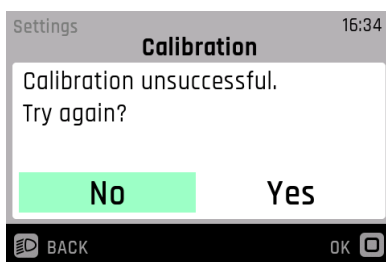 Settings
16:34
Calibration
Calibration unsuccessful.
Try again?
No
Yes
BACK
OK